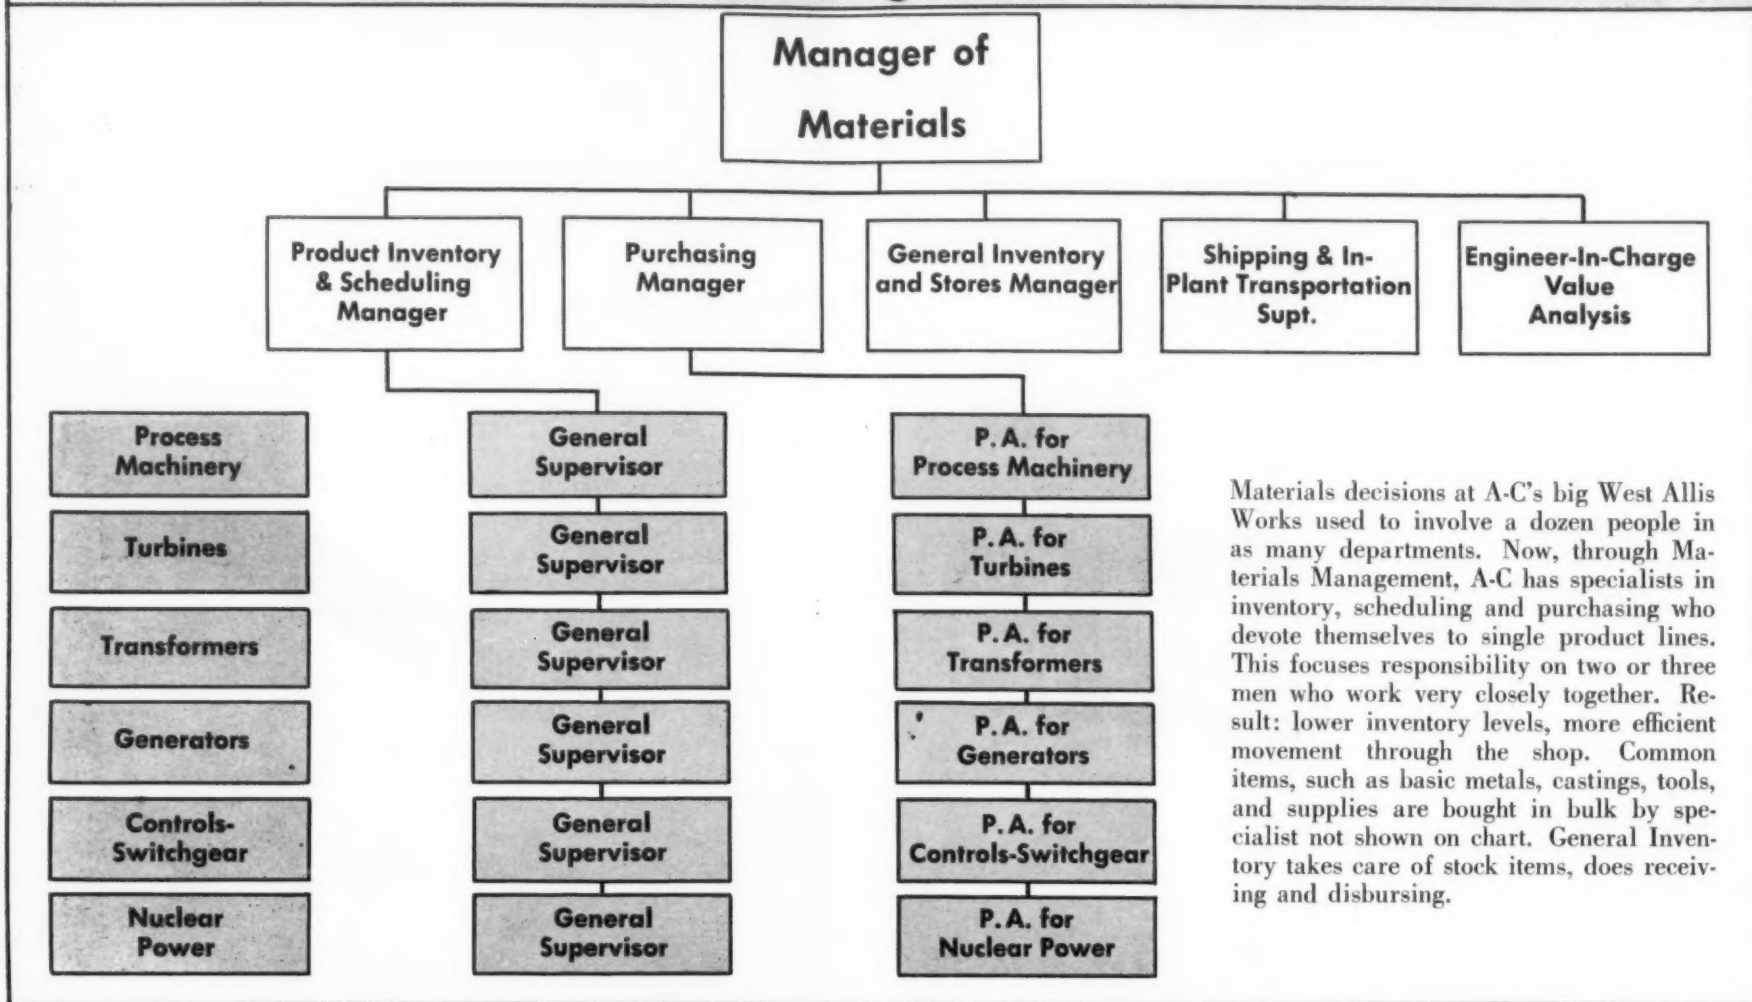 Manager of
Materials
Product Inventory
& Scheduling
Manager
Purchasing
Manager
General Inventory
and Stores Manager
Shipping & In-
Plant Transportation
Supt.
Engineer-In-Charge
Value
Analysis
Process
Machinery
General
Supervisor
P.A. for
Process Machinery
Turbines
General
Supervisor
P.A. for
Turbines
Transformers
General
Supervisor
P.A. for
Transformers
Generators
General
Supervisor
P.A. for
Generators
Controls-
Switchgear
General
Supervisor
P.A. for
Controls-Switchgear
Nuclear
Power
General
Supervisor
P.A. for
Nuclear Power
Materials decisions at A-C's big West Allis
Works used to involve a dozen people in
as many departments. Now, through Ma-
terials Management, A-C has specialists in
inventory, scheduling and purchasing who
devote themselves to single product lines.
This focuses responsibility on two or three
men who work very closely together. Re-
sult: lower inventory levels, more efficient
movement through the shop. Common
items, such as basic metals, castings, tools,
and supplies are bought in bulk by spe-
cialist not shown on chart. General Inven-
tory takes care of stock items, does receiv-
ing and disbursing.